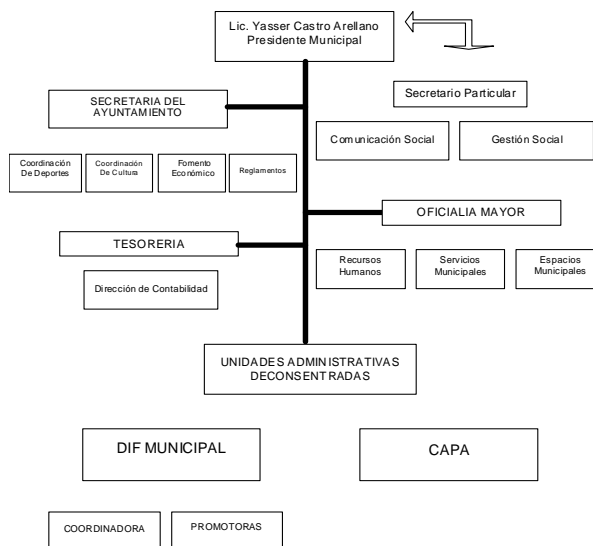 Lic. Yasser Castro Arellano
Presidente Municipal
SECRETARIA DEL
AYUNTAMIENTO
Secretario Particular
Comunicación Social
Gestión Social
Coordinación
De Deportes
Coordinación
De Cultura
Fomento
Económico
Reglamentos
OFICIALIA MAYOR
TESORERIA
Recursos
Humanos
Servicios
Municipales
Espacios
Municipales
Dirección de Contabilidad
UNIDADES ADMINISTRATIVAS
DECONSENTRADAS
DIF MUNICIPAL
CAPA
COORDINADORA
PROMOTORAS